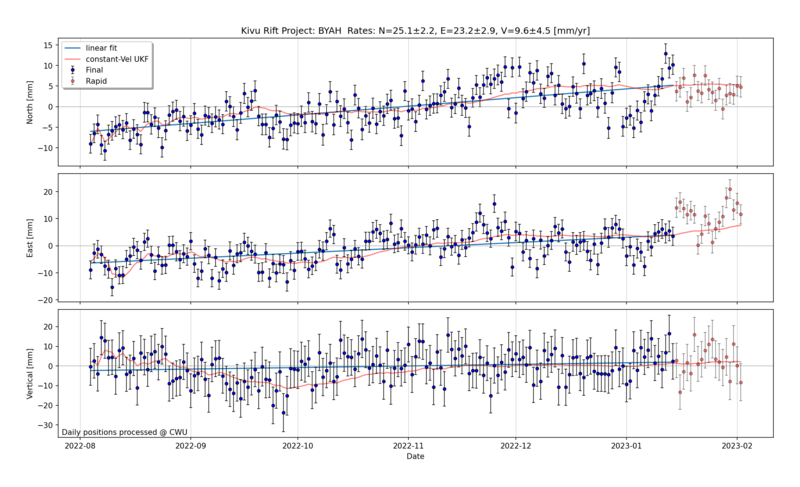 Kivu Rift Project: BYAH Rates: N=25.1±2.2, E=23.2±2.9, V=9.6±4.5 [mm/yr]
linear fit
constant-Vel UKF
Final
Rapid
North [mm]
15
10
5
0
−5
−10
East [mm]
20
10
0
−10
−20
Vertical [mm]
20
10
0
−10
−20
−30
Daily positions processed @ CWU
2022-08
2022-09
2022-10
2022-11
2022-12
2023-01
2023-02
Date